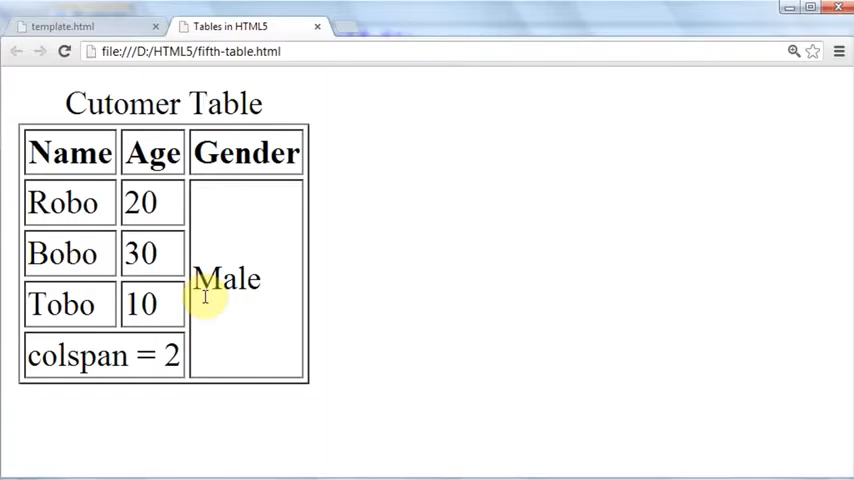 template.html
Tables in HTML5
file:///D:/HTML5/fifth-table.html
Cutomer Table
Name Age Gender
Robo 20
Bobo 30
Male
Tobo 10
colspan = 2